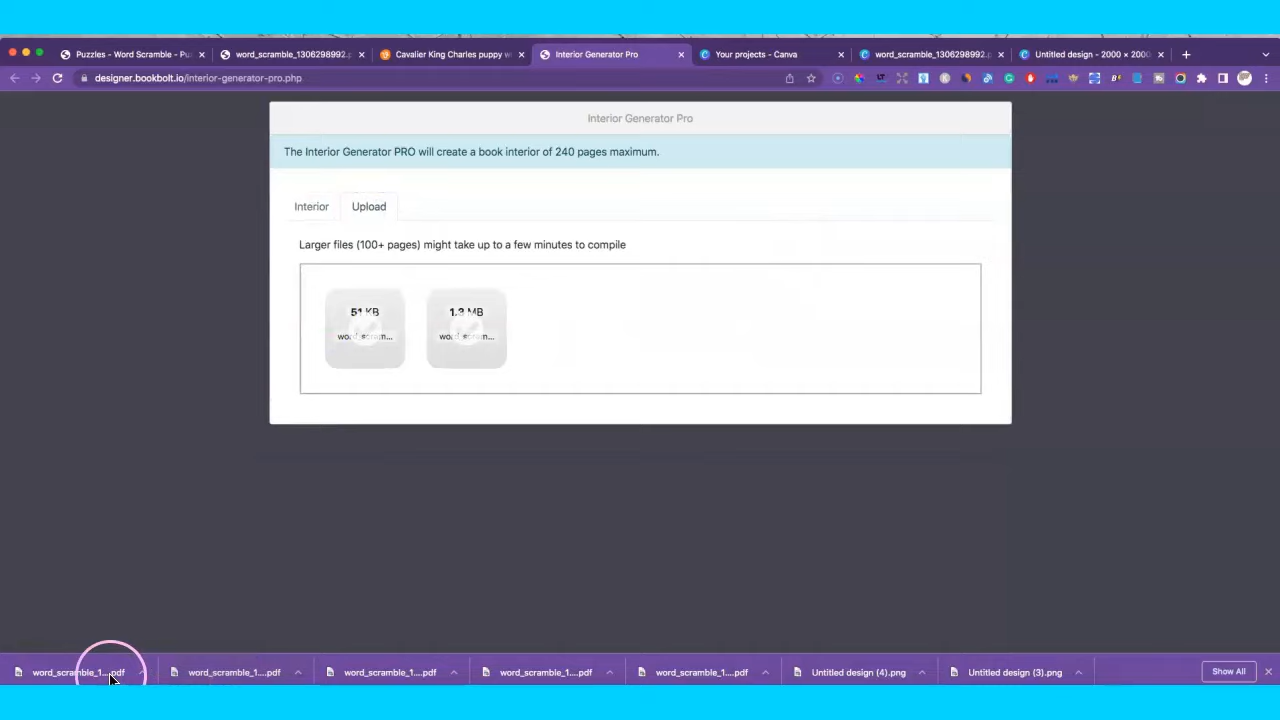 Puzzles - Word Scramble - Pu
word_scramble_1306298992.p
Cavalier King Charles puppy w
Interior Generator Pro
Your projects - Canva
word_scramble_1306298992.p
Untitled design - 2000 × 2000
designer.bookbolt.io/interior-generator-pro.php
Interior Generator Pro
The Interior Generator PRO will create a book interior of 240 pages maximum.
Interior Upload
Larger files (100+ pages) might take up to a few minutes to compile
51 KB 1.3 MB
word_scram... word_scram...
word_scramble_1....pdf word_scramble_1....pdf word_scramble_1....pdf word_scramble_1....pdf word_scramble_1....pdf Untitled design (4).png Untitled design (3).png Show All